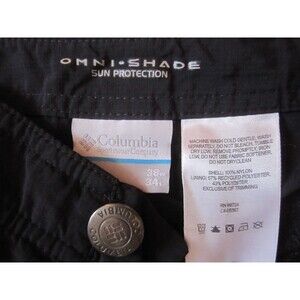 OMNI-SHADE
SUN PROTECTION
Columbia
Sportswear Company
38W
34L
MACHINE WASH COLD GENTLE, WASH
SEPARATELY, DO NOT BLEACH, TUMBLE
DRY LOW, REMOVE PROMPTLY, LOW
IRON, DO NOT USE FABRIC SOFTENER,
DO NOT DRYCLEAN
SHELL: 100% NYLON
LINING: 57% RECYCLED POLYESTER,
43% POLYESTER
EXCLUSIVE OF TRIMMING
COLUMBIA